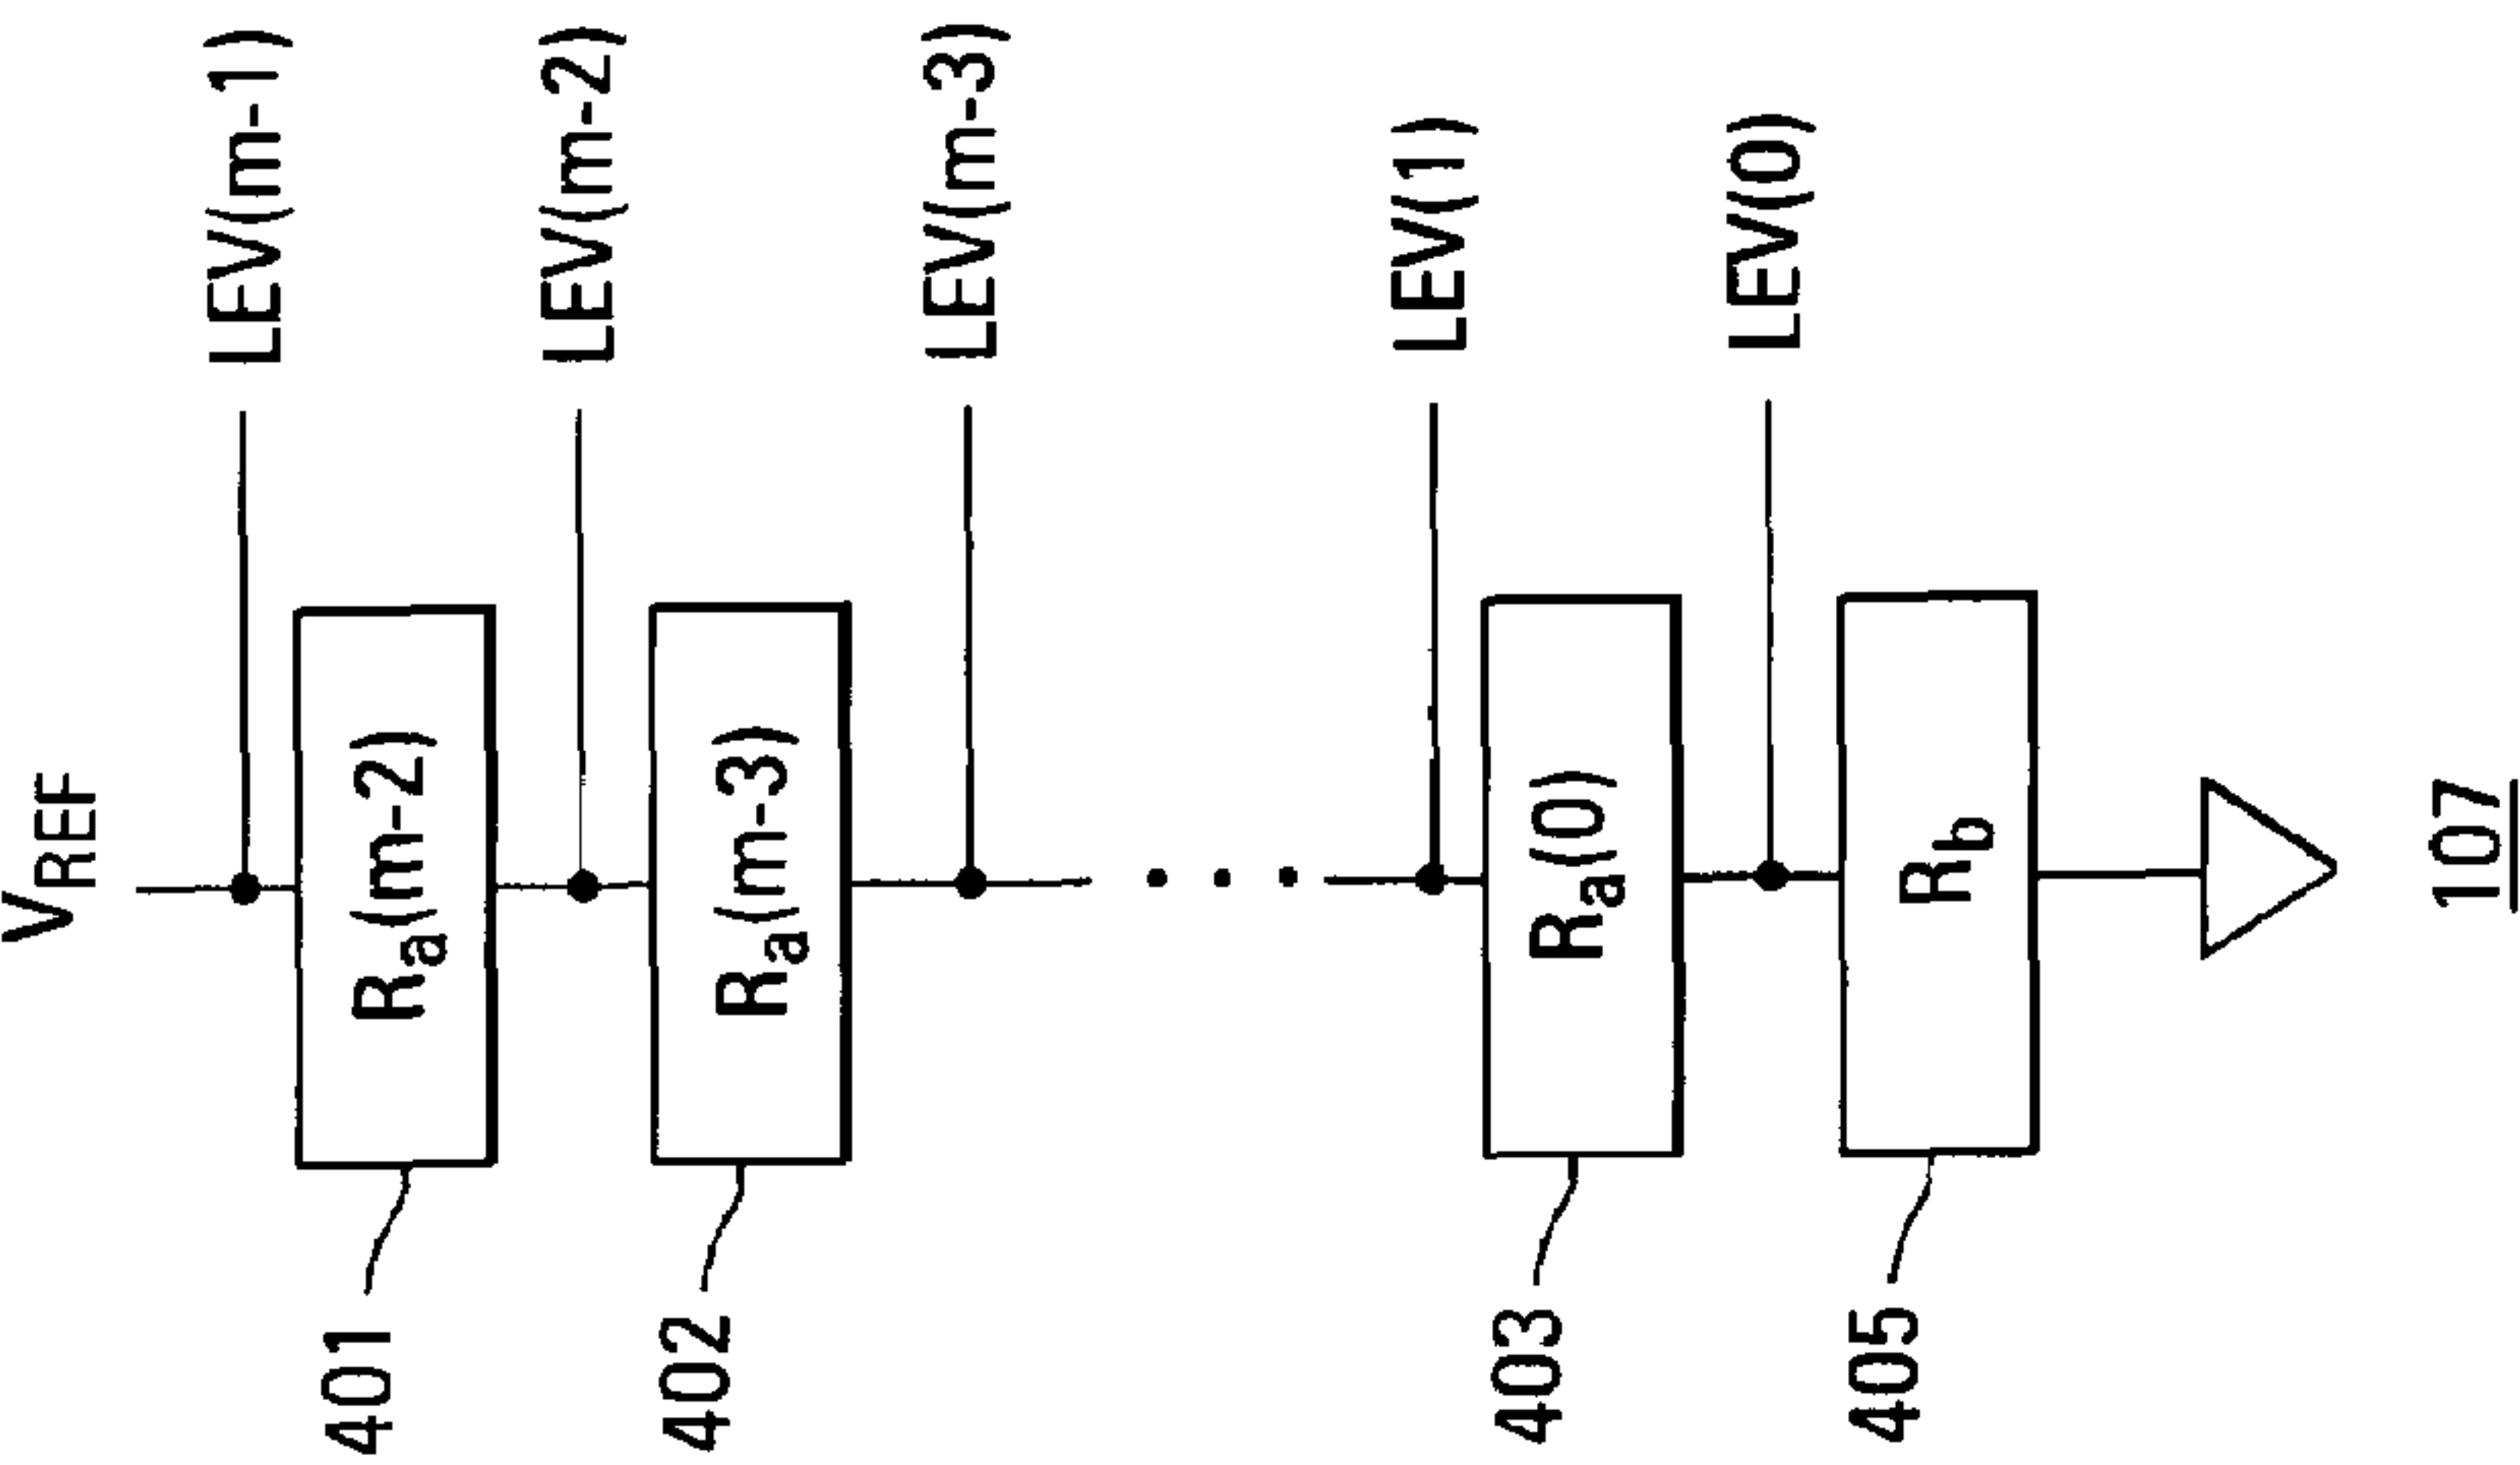 VREF
LEV(m-1)
401
Ra(m-2)
LEV(m-2)
402
Ra(m-3)
LEV(m-3)
LEV(1)
403
Ra(0)
LEV(0)
405
Rb
107